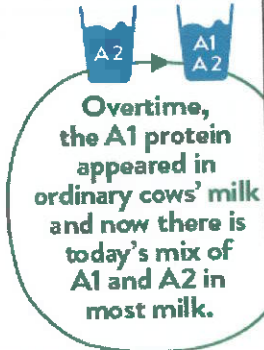 A2
A1
A2
Overtime,
the A1 protein
appeared in
ordinary cows' milk
and now there is
today's mix of
A1 and A2 in
most milk.